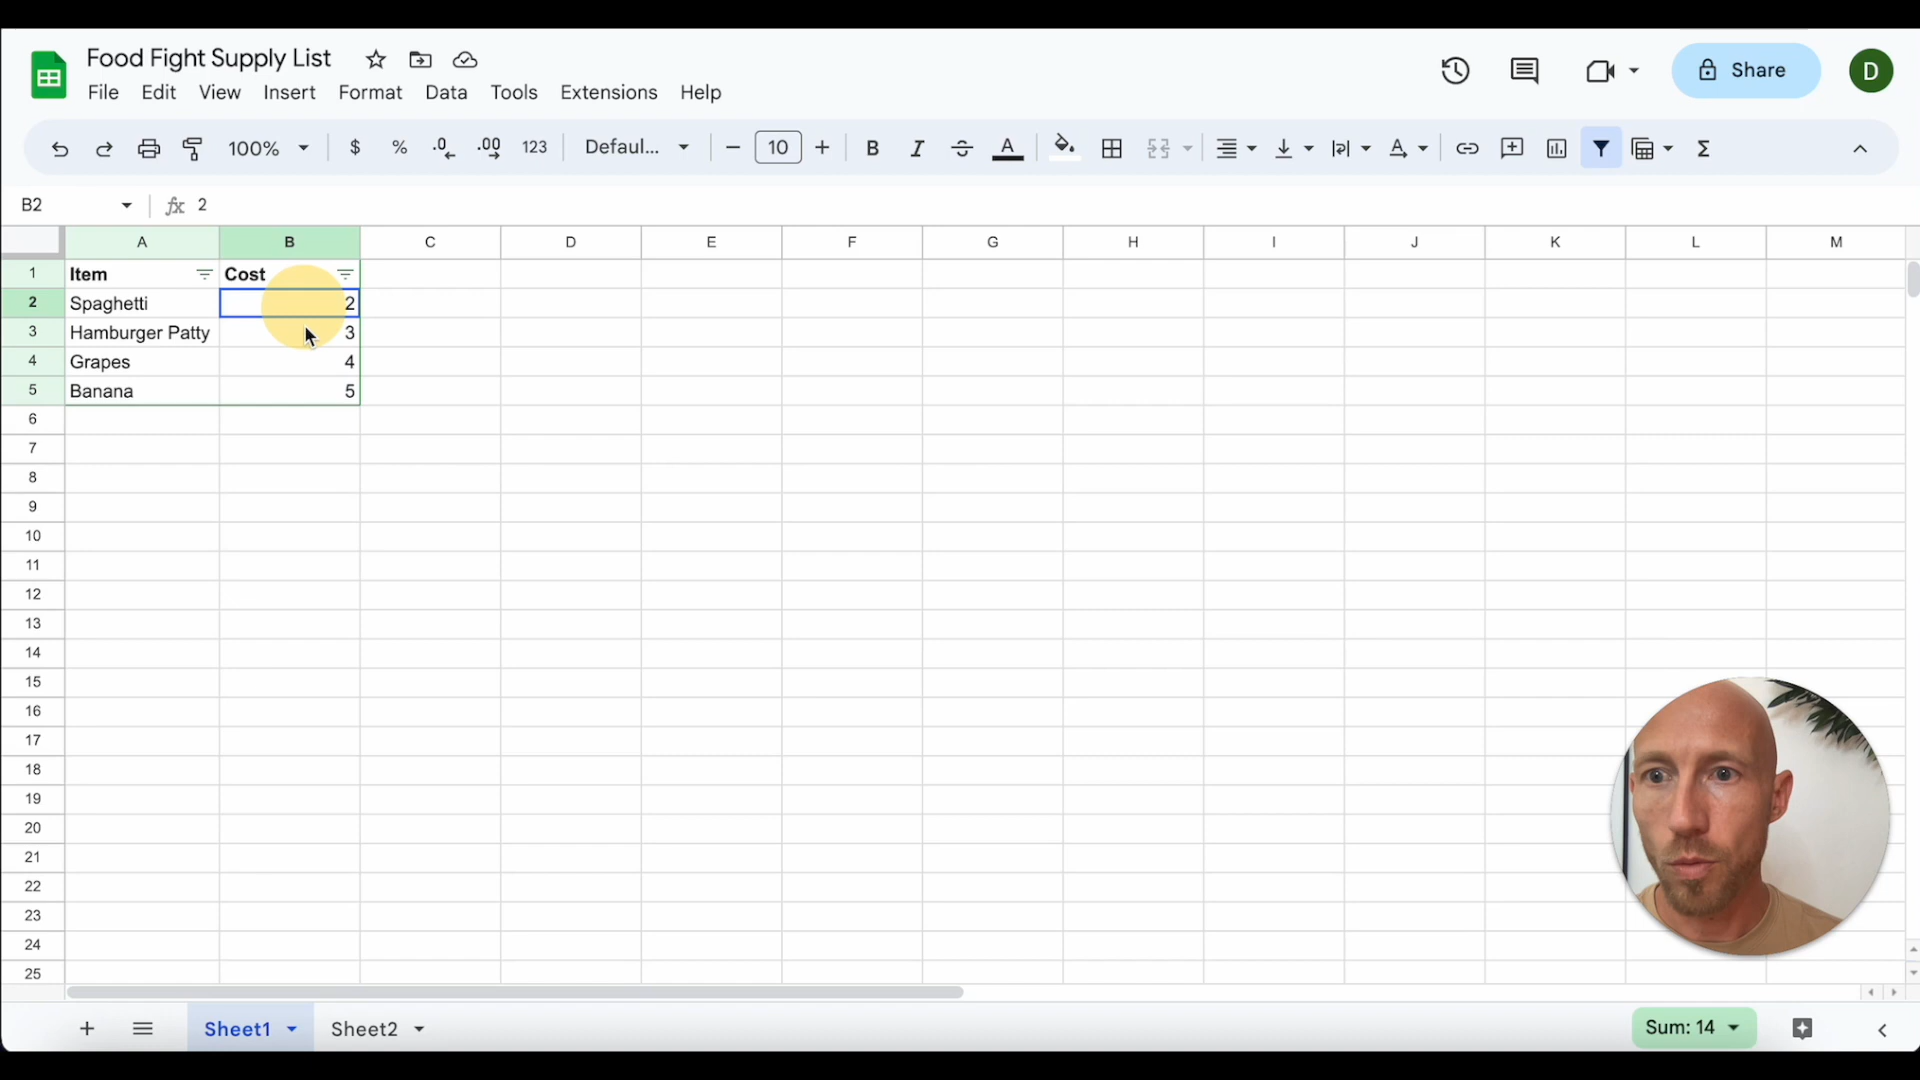 Food Fight Supply List
File Edit View Insert Format Data Tools Extensions Help
Share
D
100% $ % .0 .00 123 Defaul... − 10 + B I S A A Σ
B2 fx 2
A B C D E F G H I J K L M
1 Item Cost
2 Spaghetti 2
3 Hamburger Patty 3
4 Grapes 4
5 Banana 5
6
7
8
9
10
11
12
13
14
15
16
17
18
19
20
21
22
23
24
25
+ Sheet1 Sheet2 Sum: 14